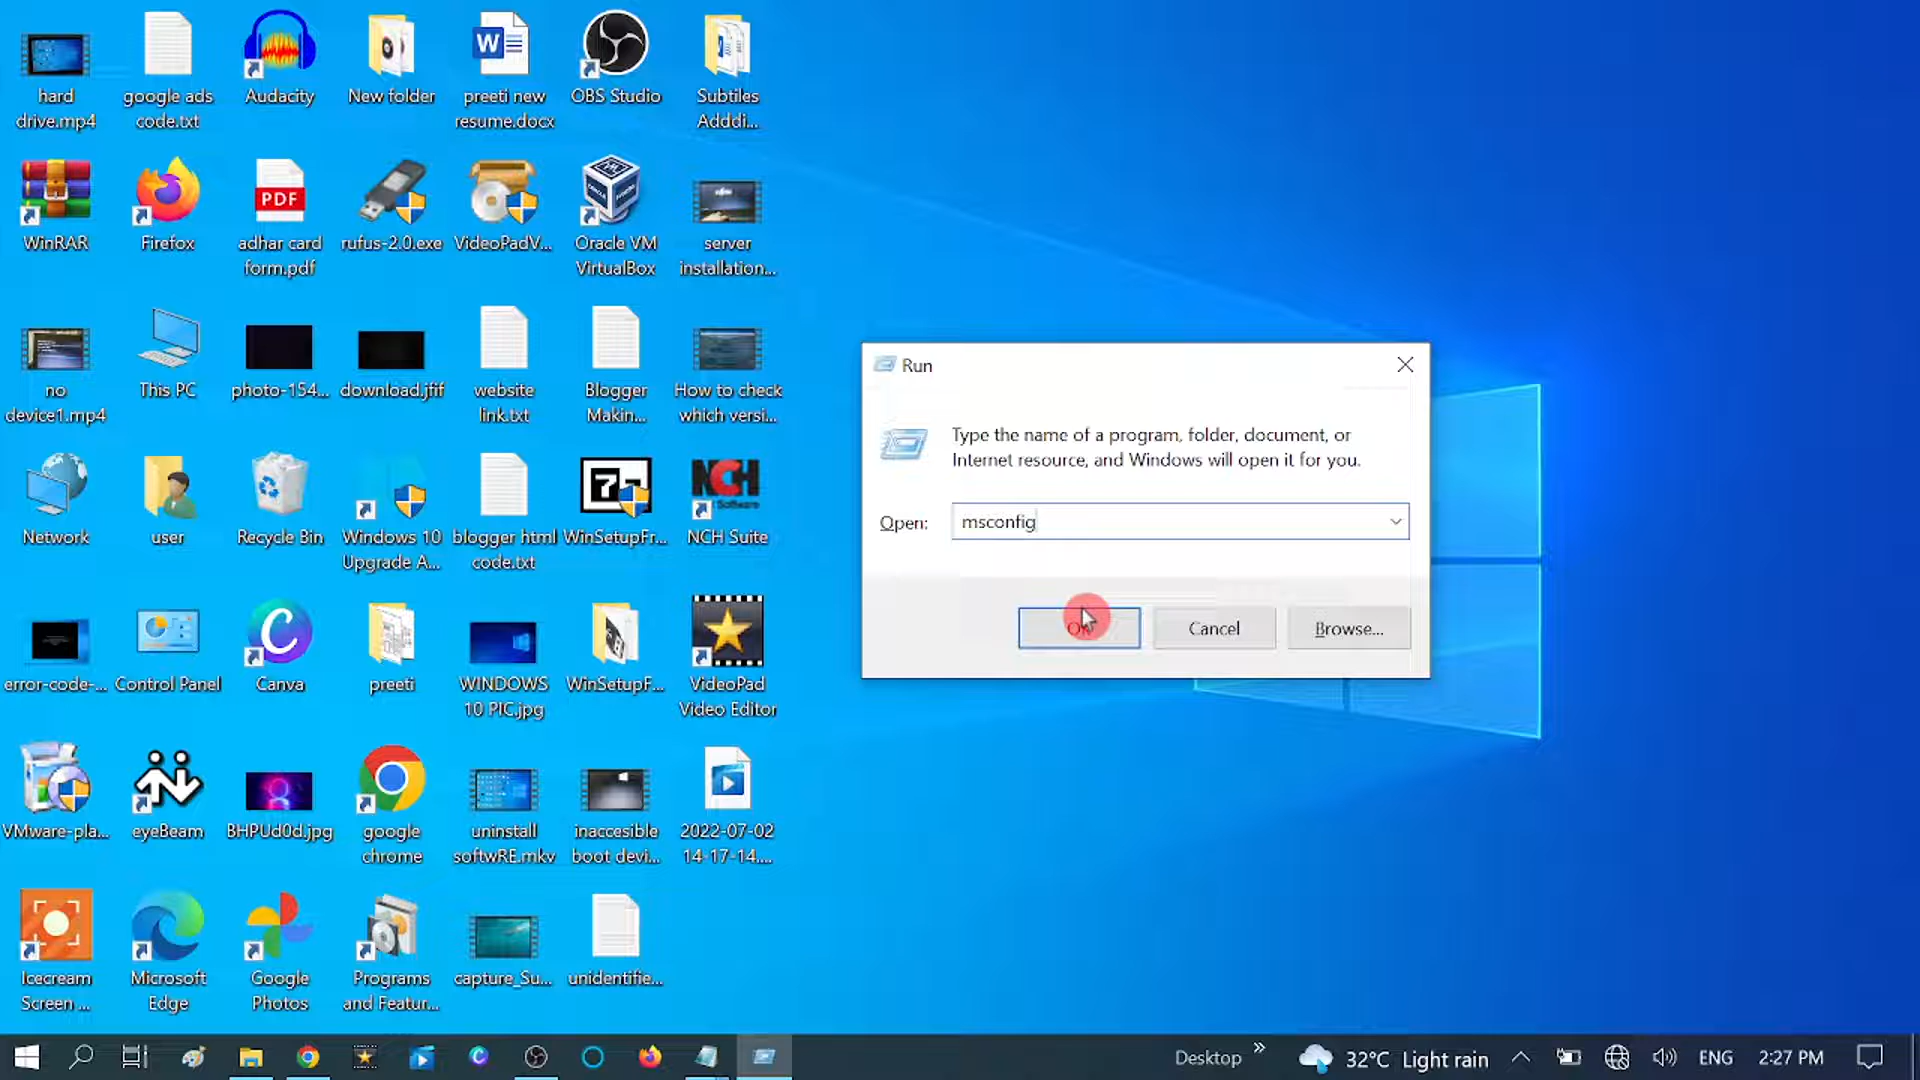 hard
drive.mp4
google ads
code.txt
Audacity
New folder
preeti new
resume.docx
OBS Studio
Subtiles
Adddi...
WinRAR
Firefox
PDF
adhar card
form.pdf
rufus-2.0.exe
VideoPadV...
Oracle VM
VirtualBox
server
installation...
no
device1.mp4
This PC
photo-154...
download.jfif
website
link.txt
Blogger
Makin...
How to check
which versi...
Network
user
Recycle Bin
Windows 10
Upgrade A...
blogger html
code.txt
WinSetupFr...
NCH
Software
NCH Suite
error-code-...
Control Panel
Canva
preeti
WINDOWS
10 PIC.jpg
WinSetupF...
VideoPad
Video Editor
VMware-pla...
eyeBeam
BHPUd0d.jpg
google
chrome
uninstall
softwRE.mkv
inaccesible
boot devi...
2022-07-02
14-17-14....
Icecream
Screen ...
Microsoft
Edge
Google
Photos
Programs
and Featur...
capture_Su...
unidentifie...
Run
Type the name of a program, folder, document, or
Internet resource, and Windows will open it for you.
Open: msconfig
OK Cancel Browse...
Desktop » 32°C Light rain ENG 2:27 PM